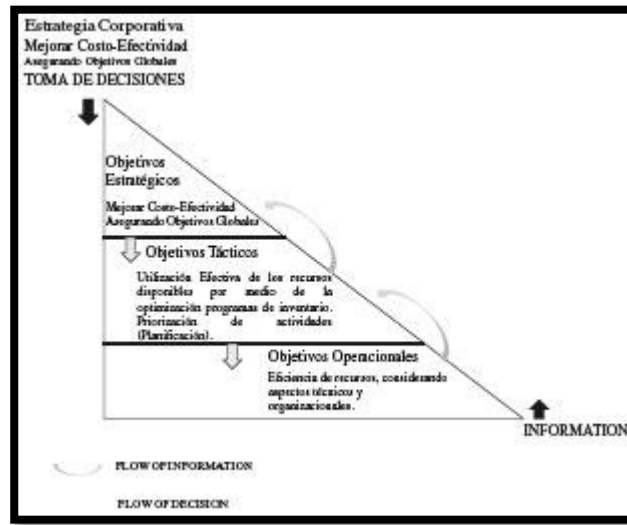 Estrategia Corporativa
Mejorar Costo-Efectividad
Asegurando Objetivos Globales
TOMA DE DECISIONES
Objetivos
Estratégicos
Mejorar Costo-Efectividad
Asegurando Objetivos Globales
Objetivos Tácticos
Utilización Efectiva de los recursos
disponibles por medio de la
optimización programas de inventario.
Priorización de actividades
(Planificación).
Objetivos Operacionales
Eficiencia de recursos, considerando
aspectos técnicos y
organizacionales.
INFORMATION
FLOW OF INFORMATION
FLOW OF DECISION